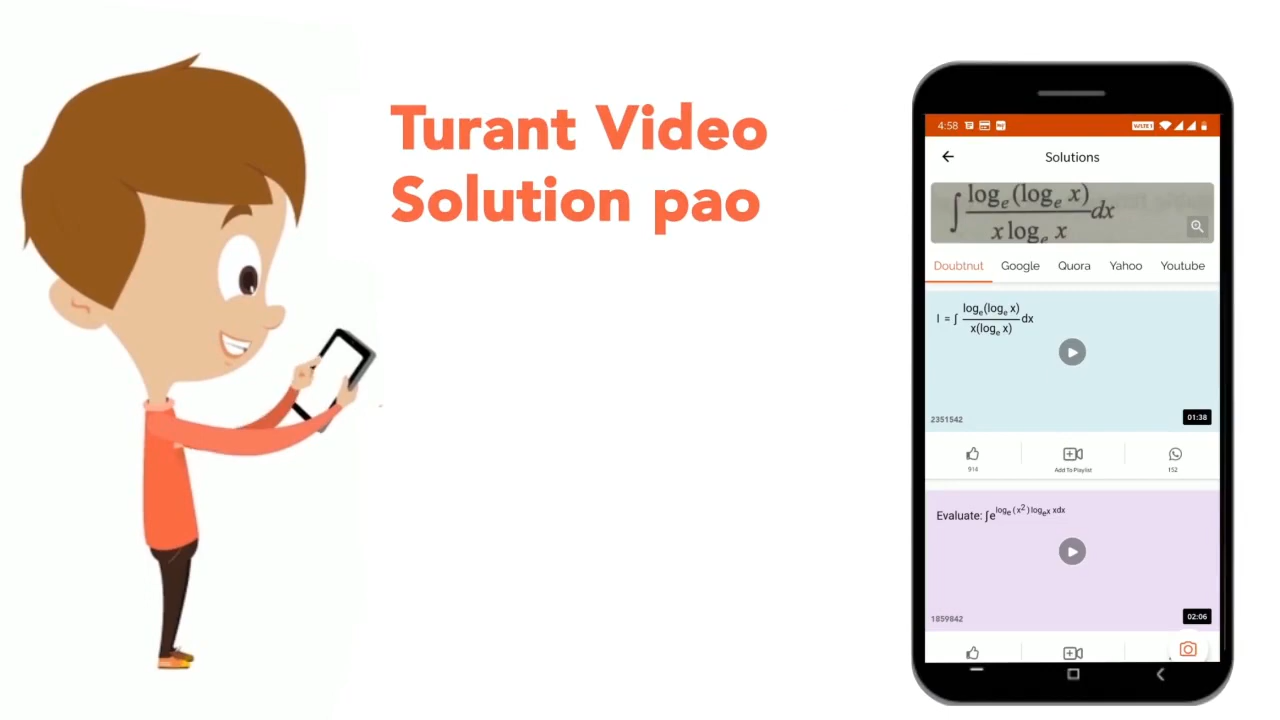 Turant Video
Solution pao
4:58
VoLTE1
Solutions
∫ logₑ(logₑ x) / x logₑ x dx
Doubtnut Google Quora Yahoo Youtube
I = ∫ logₑ(logₑ x) / x(logₑ x) dx
2351542 01:38
914 Add To Playlist 152
Evaluate: ∫e^logₑ(x²)logₑx xdx
1859842 02:06